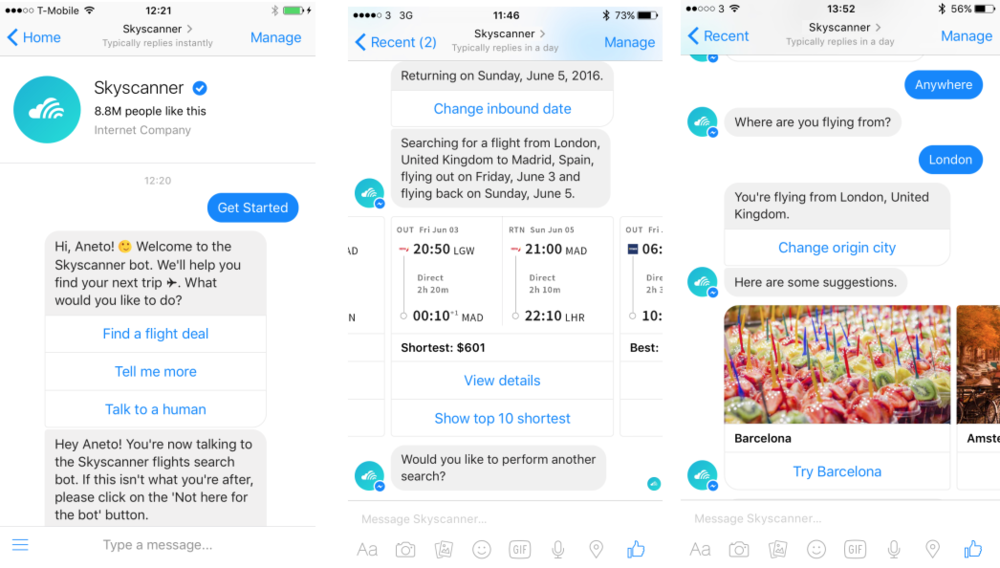 T-Mobile
12:21
Home
Skyscanner
Typically replies instantly
Manage
Skyscanner
8.8M people like this
Internet Company
12:20
Get Started
Hi, Aneto! 😊 Welcome to the
Skyscanner bot. We'll help you
find your next trip ✈. What
would you like to do?
Find a flight deal
Tell me more
Talk to a human
Hey Aneto! You're now talking to
the Skyscanner flights search
bot. If this isn't what you're after,
please click on the 'Not here for
the bot' button.
Type a message...
3 3G
11:46
73%
Recent (2)
Skyscanner
Typically replies in a day
Manage
Returning on Sunday, June 5, 2016.
Change inbound date
Searching for a flight from London,
United Kingdom to Madrid, Spain,
flying out on Friday, June 3 and
flying back on Sunday, June 5.
AD
N
OUT Fri Jun 03
20:50 LGW
Direct
2h 20m
00:10+1 MAD
RTN Sun Jun 05
21:00 MAD
Direct
2h 10m
22:10 LHR
Shortest: $601
View details
Show top 10 shortest
OUT F
06:
Dire
2h 3
10:
Best:
Would you like to perform another
search?
Message Skyscanner...
Aa
GIF
3
13:52
56%
Recent
Skyscanner
Typically replies in a day
Manage
Anywhere
Where are you flying from?
London
You're flying from London, United
Kingdom.
Change origin city
Here are some suggestions.
Barcelona
Try Barcelona
Amste
Message Skyscanner...
Aa
GIF